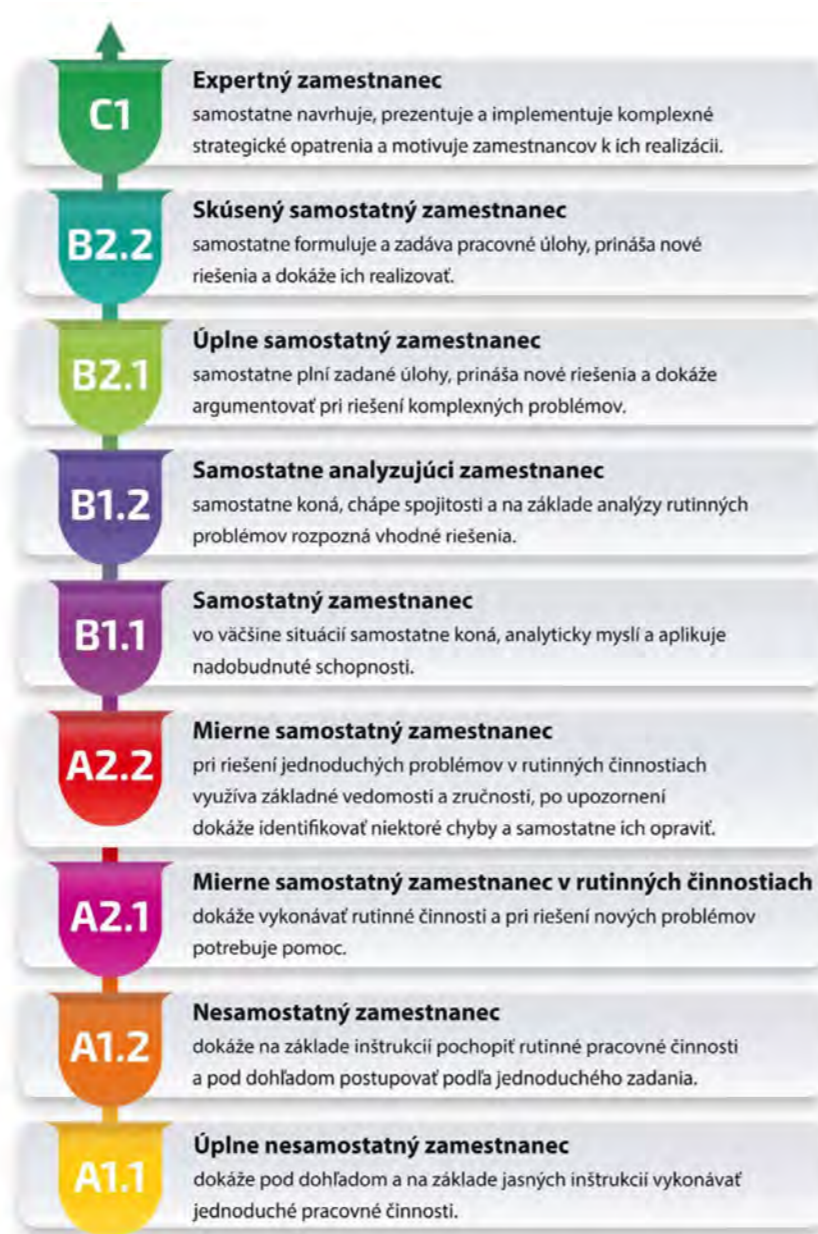 C1
Expertný zamestnanec
samostatne navrhuje, prezentuje a implementuje komplexné
strategické opatrenia a motivuje zamestnancov k ich realizácii.
B2.2
Skúsený samostatný zamestnanec
samostatne formuluje a zadáva pracovné úlohy, prináša nové
riešenia a dokáže ich realizovať.
B2.1
Úplne samostatný zamestnanec
samostatne plní zadané úlohy, prináša nové riešenia a dokáže
argumentovať pri riešení komplexných problémov.
B1.2
Samostatne analyzujúci zamestnanec
samostatne koná, chápe spojitosti a na základe analýzy rutinných
problémov rozpozná vhodné riešenia.
B1.1
Samostatný zamestnanec
vo väčšine situácií samostatne koná, analyticky myslí a aplikuje
nadobudnuté schopnosti.
A2.2
Mierne samostatný zamestnanec
pri riešení jednoduchých problémov v rutinných činnostiach
využíva základné vedomosti a zručnosti, po upozornení
dokáže identifikovať niektoré chyby a samostatne ich opraviť.
A2.1
Mierne samostatný zamestnanec v rutinných činnostiach
dokáže vykonávať rutinné činnosti a pri riešení nových problémov
potrebuje pomoc.
A1.2
Nesamostatný zamestnanec
dokáže na základe inštrukcií pochopiť rutinné pracovné činnosti
a pod dohľadom postupovať podľa jednoduchého zadania.
A1.1
Úplne nesamostatný zamestnanec
dokáže pod dohľadom a na základe jasných inštrukcií vykonávať
jednoduché pracovné činnosti.